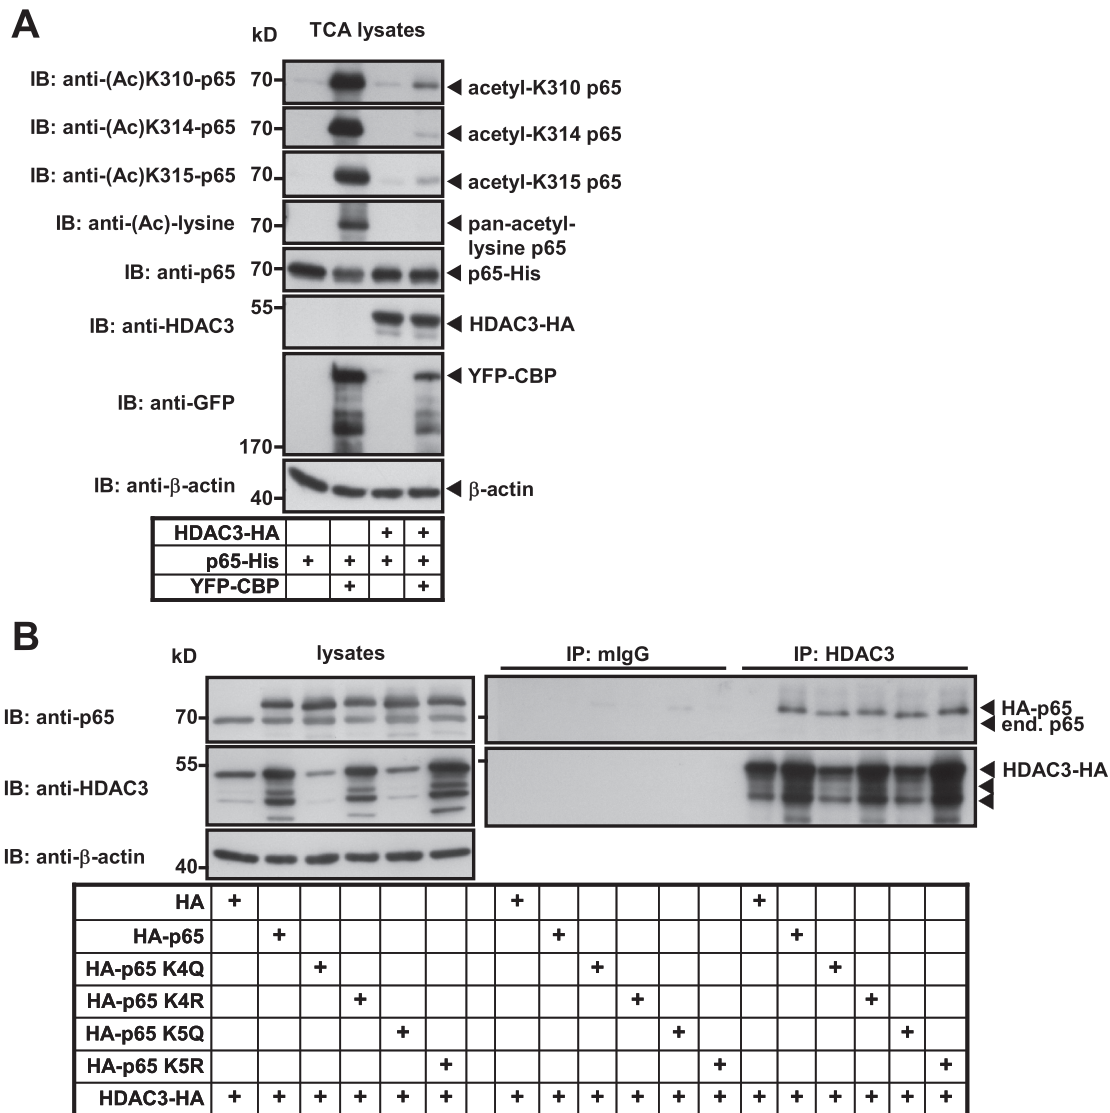 A
kD TCA lysates
IB: anti-(Ac)K310-p65 70 acetyl-K310 p65
IB: anti-(Ac)K314-p65 70 acetyl-K314 p65
IB: anti-(Ac)K315-p65 70 acetyl-K315 p65
IB: anti-(Ac)-lysine 70 pan-acetyl-
lysine p65
IB: anti-p65 70 p65-His
55
IB: anti-HDAC3 HDAC3-HA
YFP-CBP
IB: anti-GFP
170
IB: anti-β-actin β-actin
40
HDAC3-HA + +
p65-His + + + +
YFP-CBP + +
B
kD lysates IP: mIgG IP: HDAC3
IB: anti-p65 70 HA-p65
end. p65
55
IB: anti-HDAC3 HDAC3-HA
IB: anti-β-actin
40
HA + + +
HA-p65 + + +
HA-p65 K4Q + + +
HA-p65 K4R + + +
HA-p65 K5Q + + +
HA-p65 K5R + + +
HDAC3-HA + + + + + + + + + + + + + + + + + +